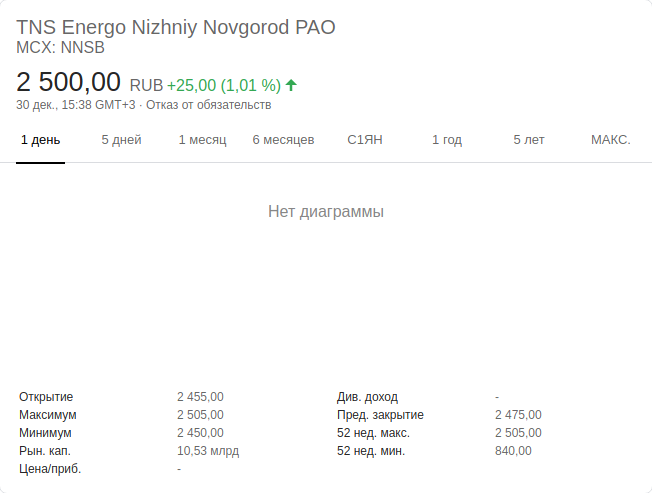 TNS Energo Nizhniy Novgorod PAO
MCX: NNSB
2 500,00 RUB +25,00 (1,01 %)
30 дек., 15:38 GMT+3 · Отказ от обязательств
1 день 5 дней 1 месяц 6 месяцев С1ЯН 1 год 5 лет МАКС.
Нет диаграммы
Открытие 2 455,00 Див. доход -
Максимум 2 505,00 Пред. закрытие 2 475,00
Минимум 2 450,00 52 нед. макс. 2 505,00
Рын. кап. 10,53 млрд 52 нед. мин. 840,00
Цена/приб. -